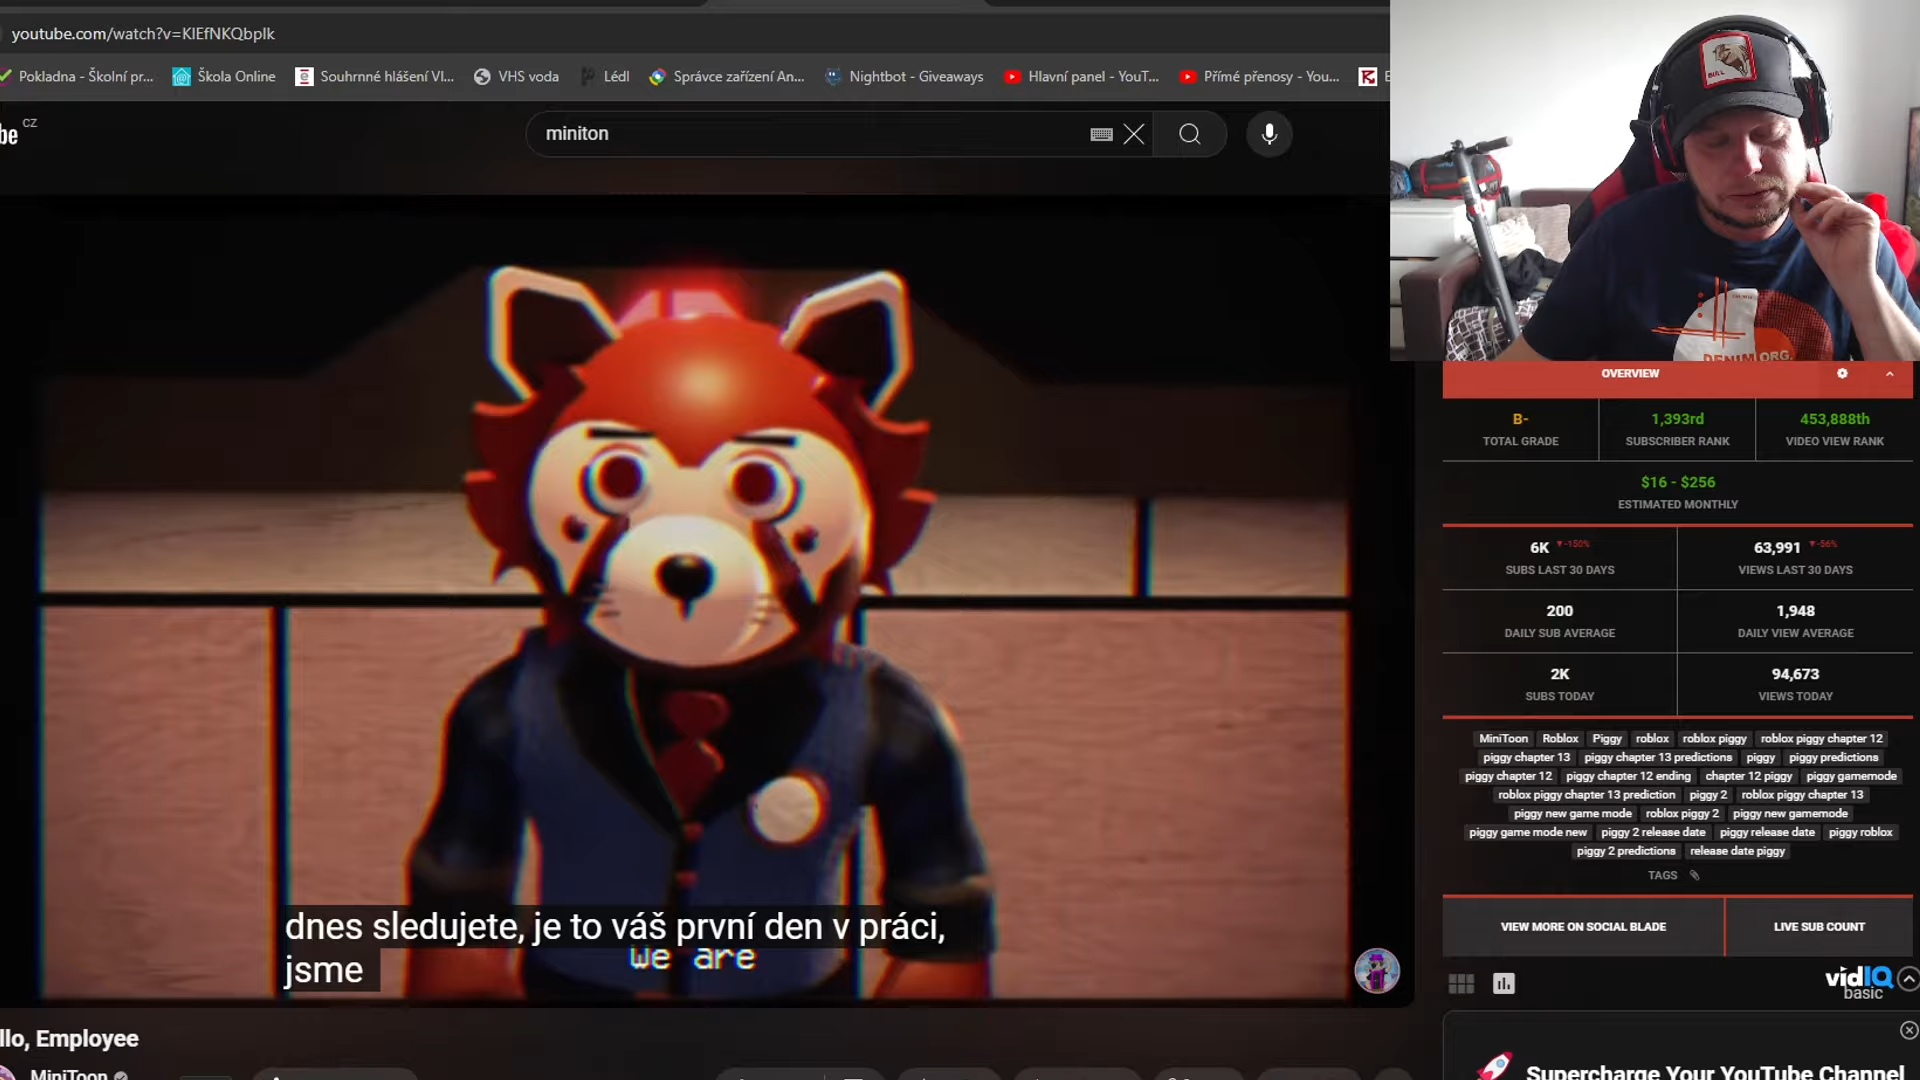 youtube.com/watch?v=KlEfNKQbplk
Pokladna - Školní pr...
Škola Online
Souhrnné hlášení VI...
VHS voda
Lédl
Správce zařízení An...
Nightbot - Giveaways
Hlavní panel - YouT...
Přímé přenosy - You...
CZ
miniton
BULL
DENIM.ORG.
OVERVIEW
B-
TOTAL GRADE
1,393rd
SUBSCRIBER RANK
453,888th
VIDEO VIEW RANK
$16 - $256
ESTIMATED MONTHLY
6K ▼-150%
SUBS LAST 30 DAYS
63,991 ▼-56%
VIEWS LAST 30 DAYS
200
DAILY SUB AVERAGE
1,948
DAILY VIEW AVERAGE
2K
SUBS TODAY
94,673
VIEWS TODAY
MiniToon Roblox Piggy roblox roblox piggy roblox piggy chapter 12
piggy chapter 13 piggy chapter 13 predictions piggy piggy predictions
piggy chapter 12 piggy chapter 12 ending chapter 12 piggy piggy gamemode
roblox piggy chapter 13 prediction piggy 2 roblox piggy chapter 13
piggy new game mode roblox piggy 2 piggy new gamemode
piggy game mode new piggy 2 release date piggy release date piggy roblox
piggy 2 predictions release date piggy
TAGS
VIEW MORE ON SOCIAL BLADE
LIVE SUB COUNT
vidIQ
basic
dnes sledujete, je to váš první den v práci,
jsme
We are
llo, Employee
MiniToon
Supercharge Your YouTube Channel